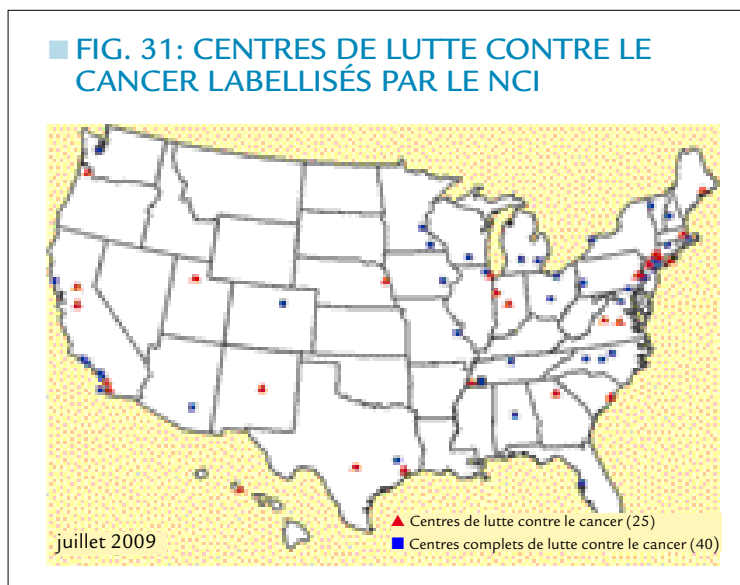 FIG. 31: CENTRES DE LUTTE CONTRE LE
CANCER LABELLISÉS PAR LE NCI
Centres de lutte contre le cancer (25)
juillet 2009
Centres complets de lutte contre le cancer (40)